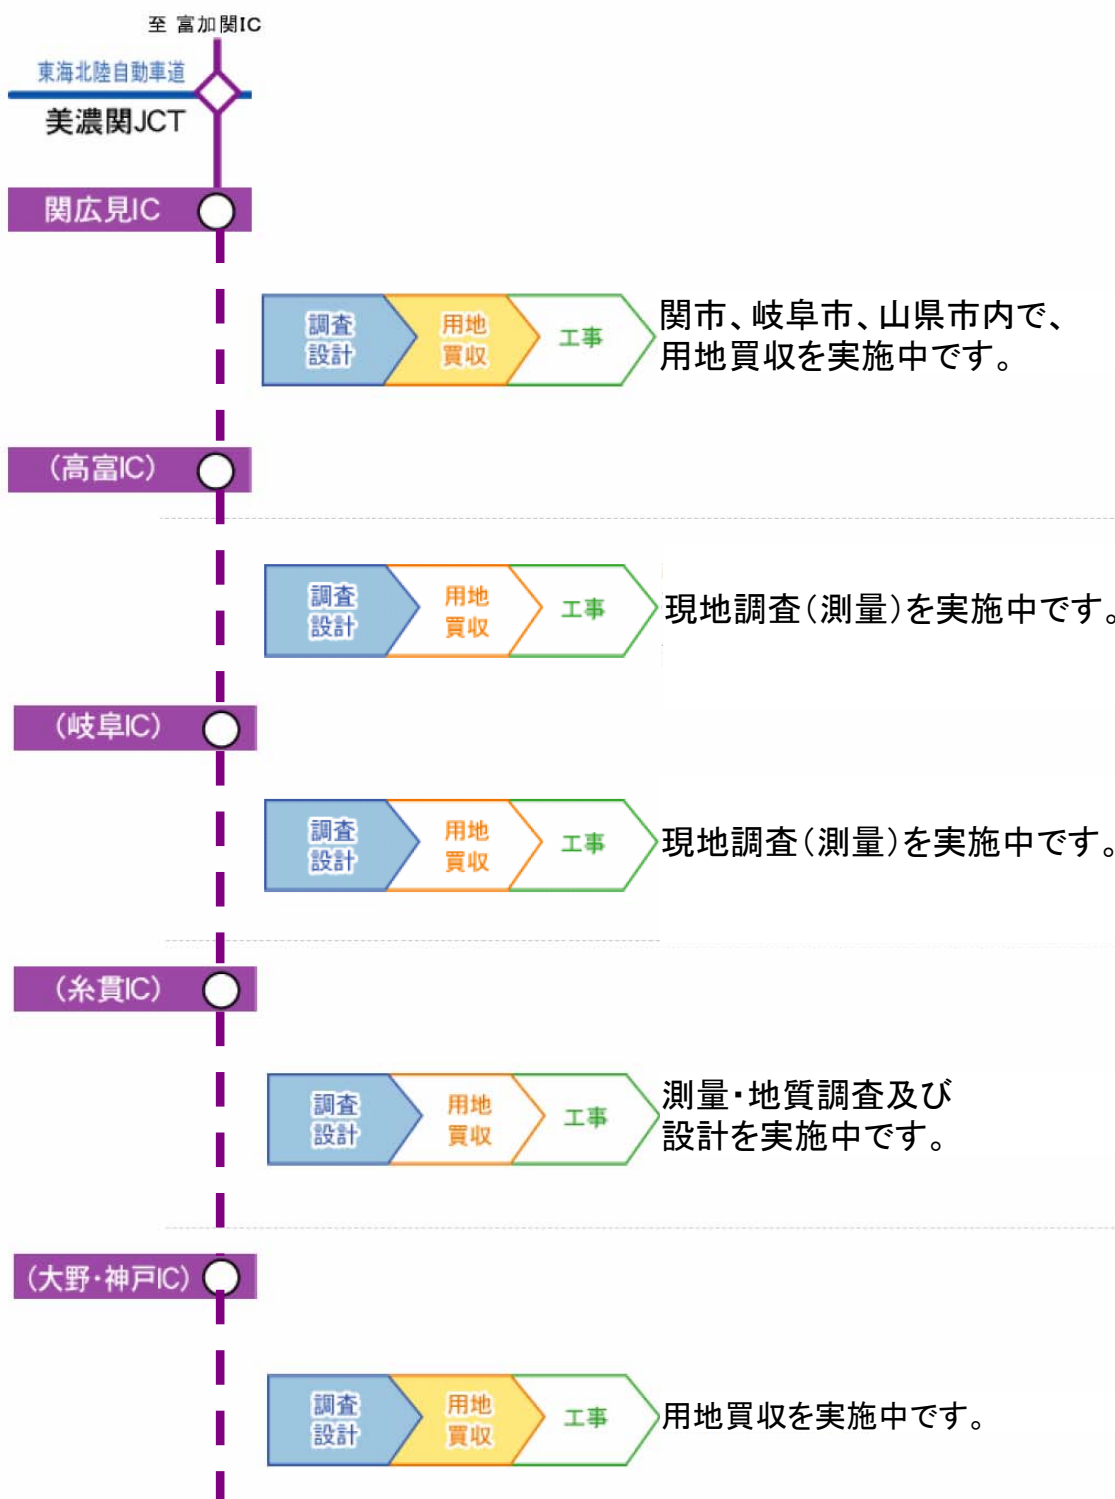 至 富加関IC
東海北陸自動車道
美濃関JCT
関広見IC
調査
設計
用地
買収
工事
関市、岐阜市、山県市内で、
用地買収を実施中です。
(高富IC)
調査
設計
用地
買収
工事
現地調査(測量)を実施中です。
(岐阜IC)
調査
設計
用地
買収
工事
現地調査(測量)を実施中です。
(糸貫IC)
調査
設計
用地
買収
工事
測量・地質調査及び
設計を実施中です。
(大野・神戸IC)
調査
設計
用地
買収
工事
用地買収を実施中です。